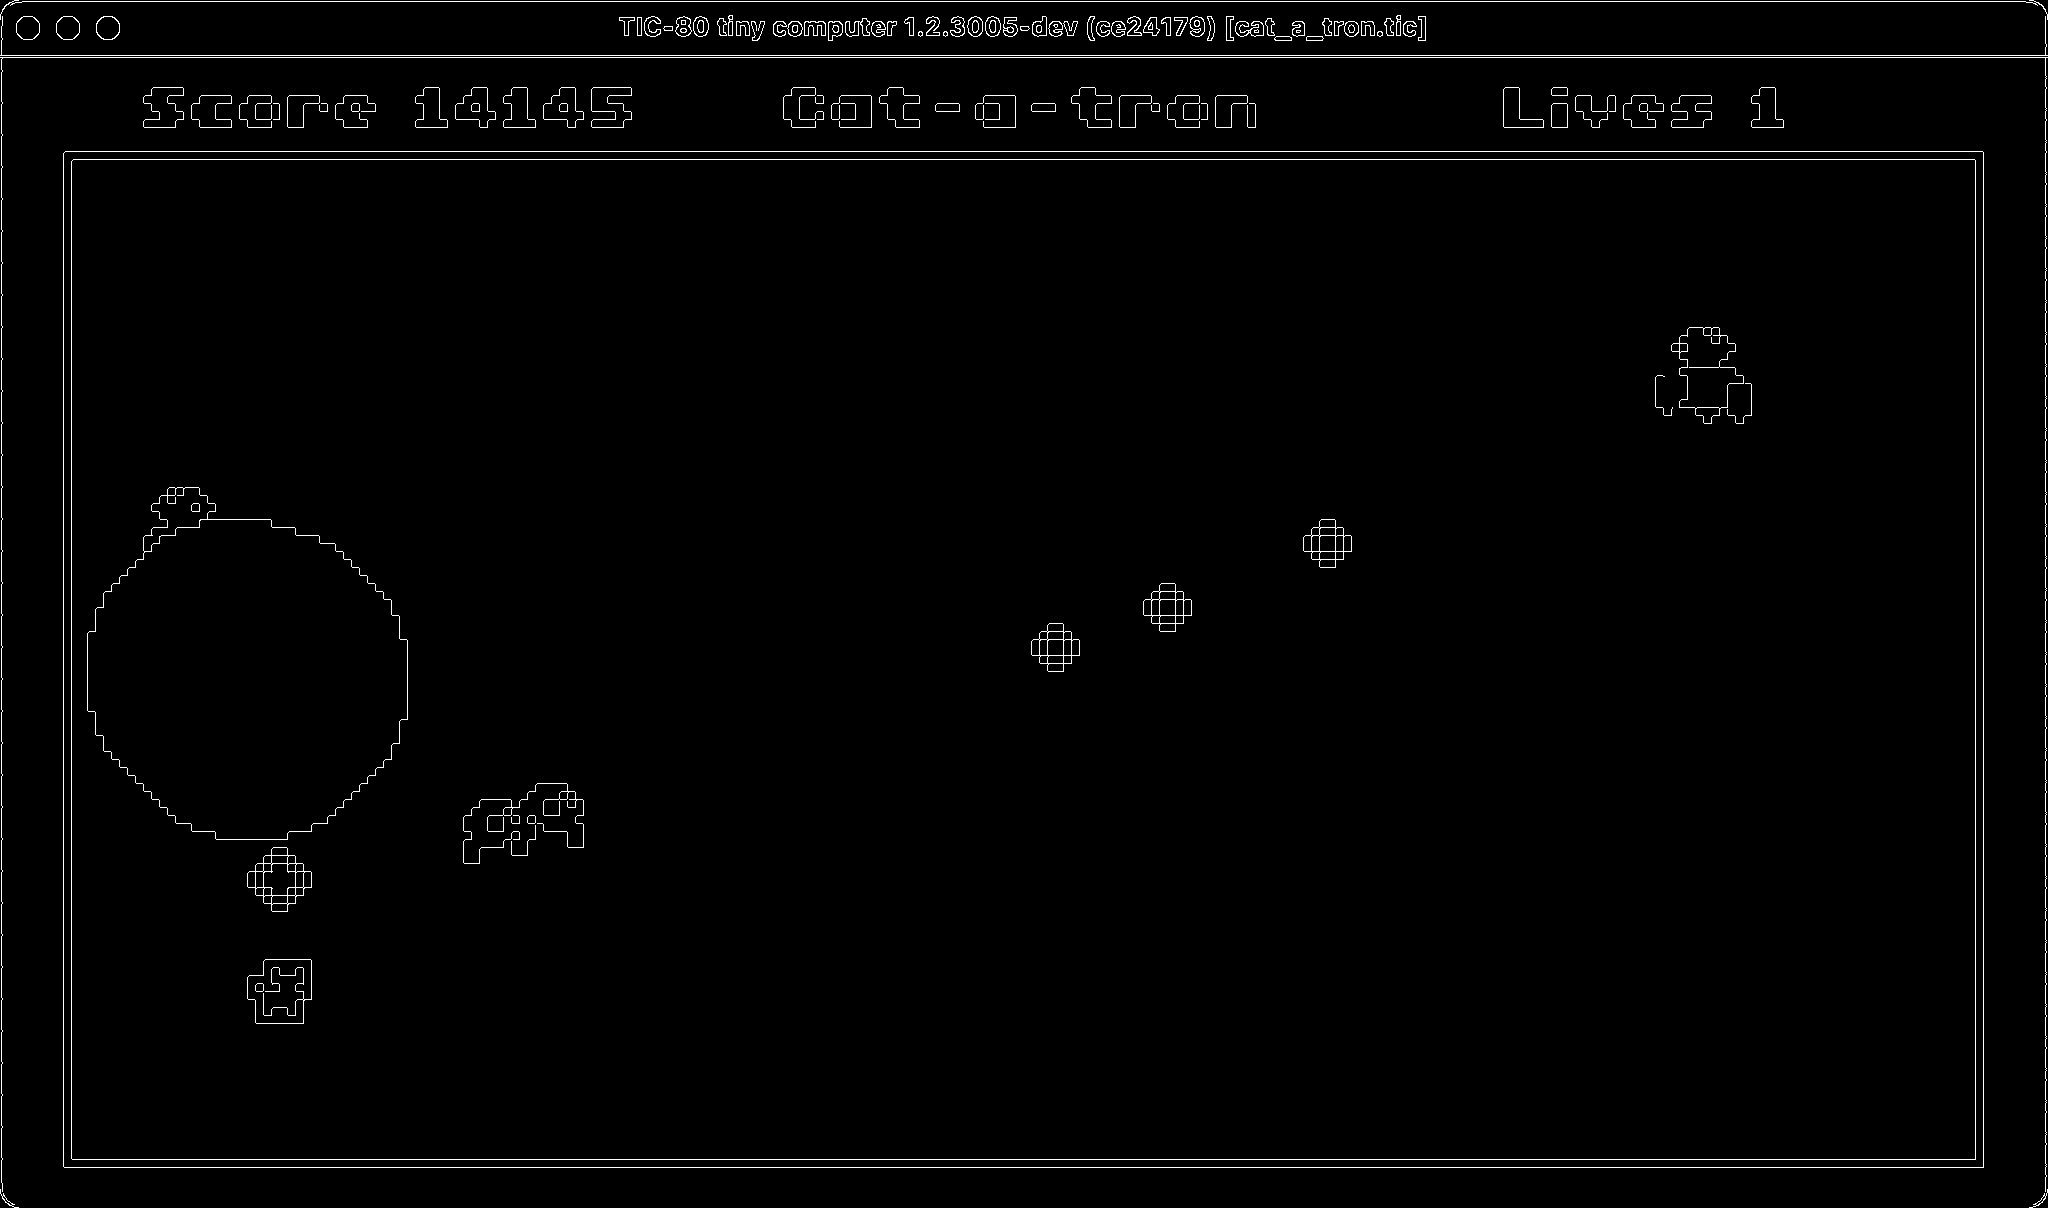 TIC-80 tiny computer 1.2.3005-dev (ce24179) [cat_a_tron.tic]
Score 14145 Cat-a-tron Lives 1